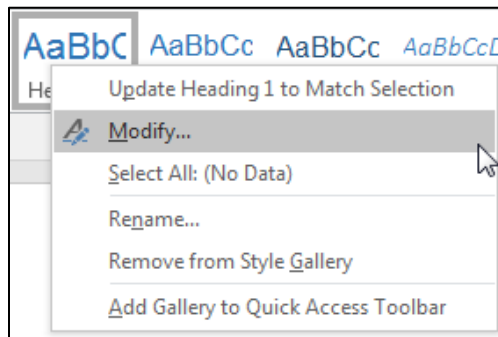 AaBbC AaBbCc AaBbCc AaBbCcD
He
Update Heading 1 to Match Selection
Modify...
Select All: (No Data)
Rename...
Remove from Style Gallery
Add Gallery to Quick Access Toolbar